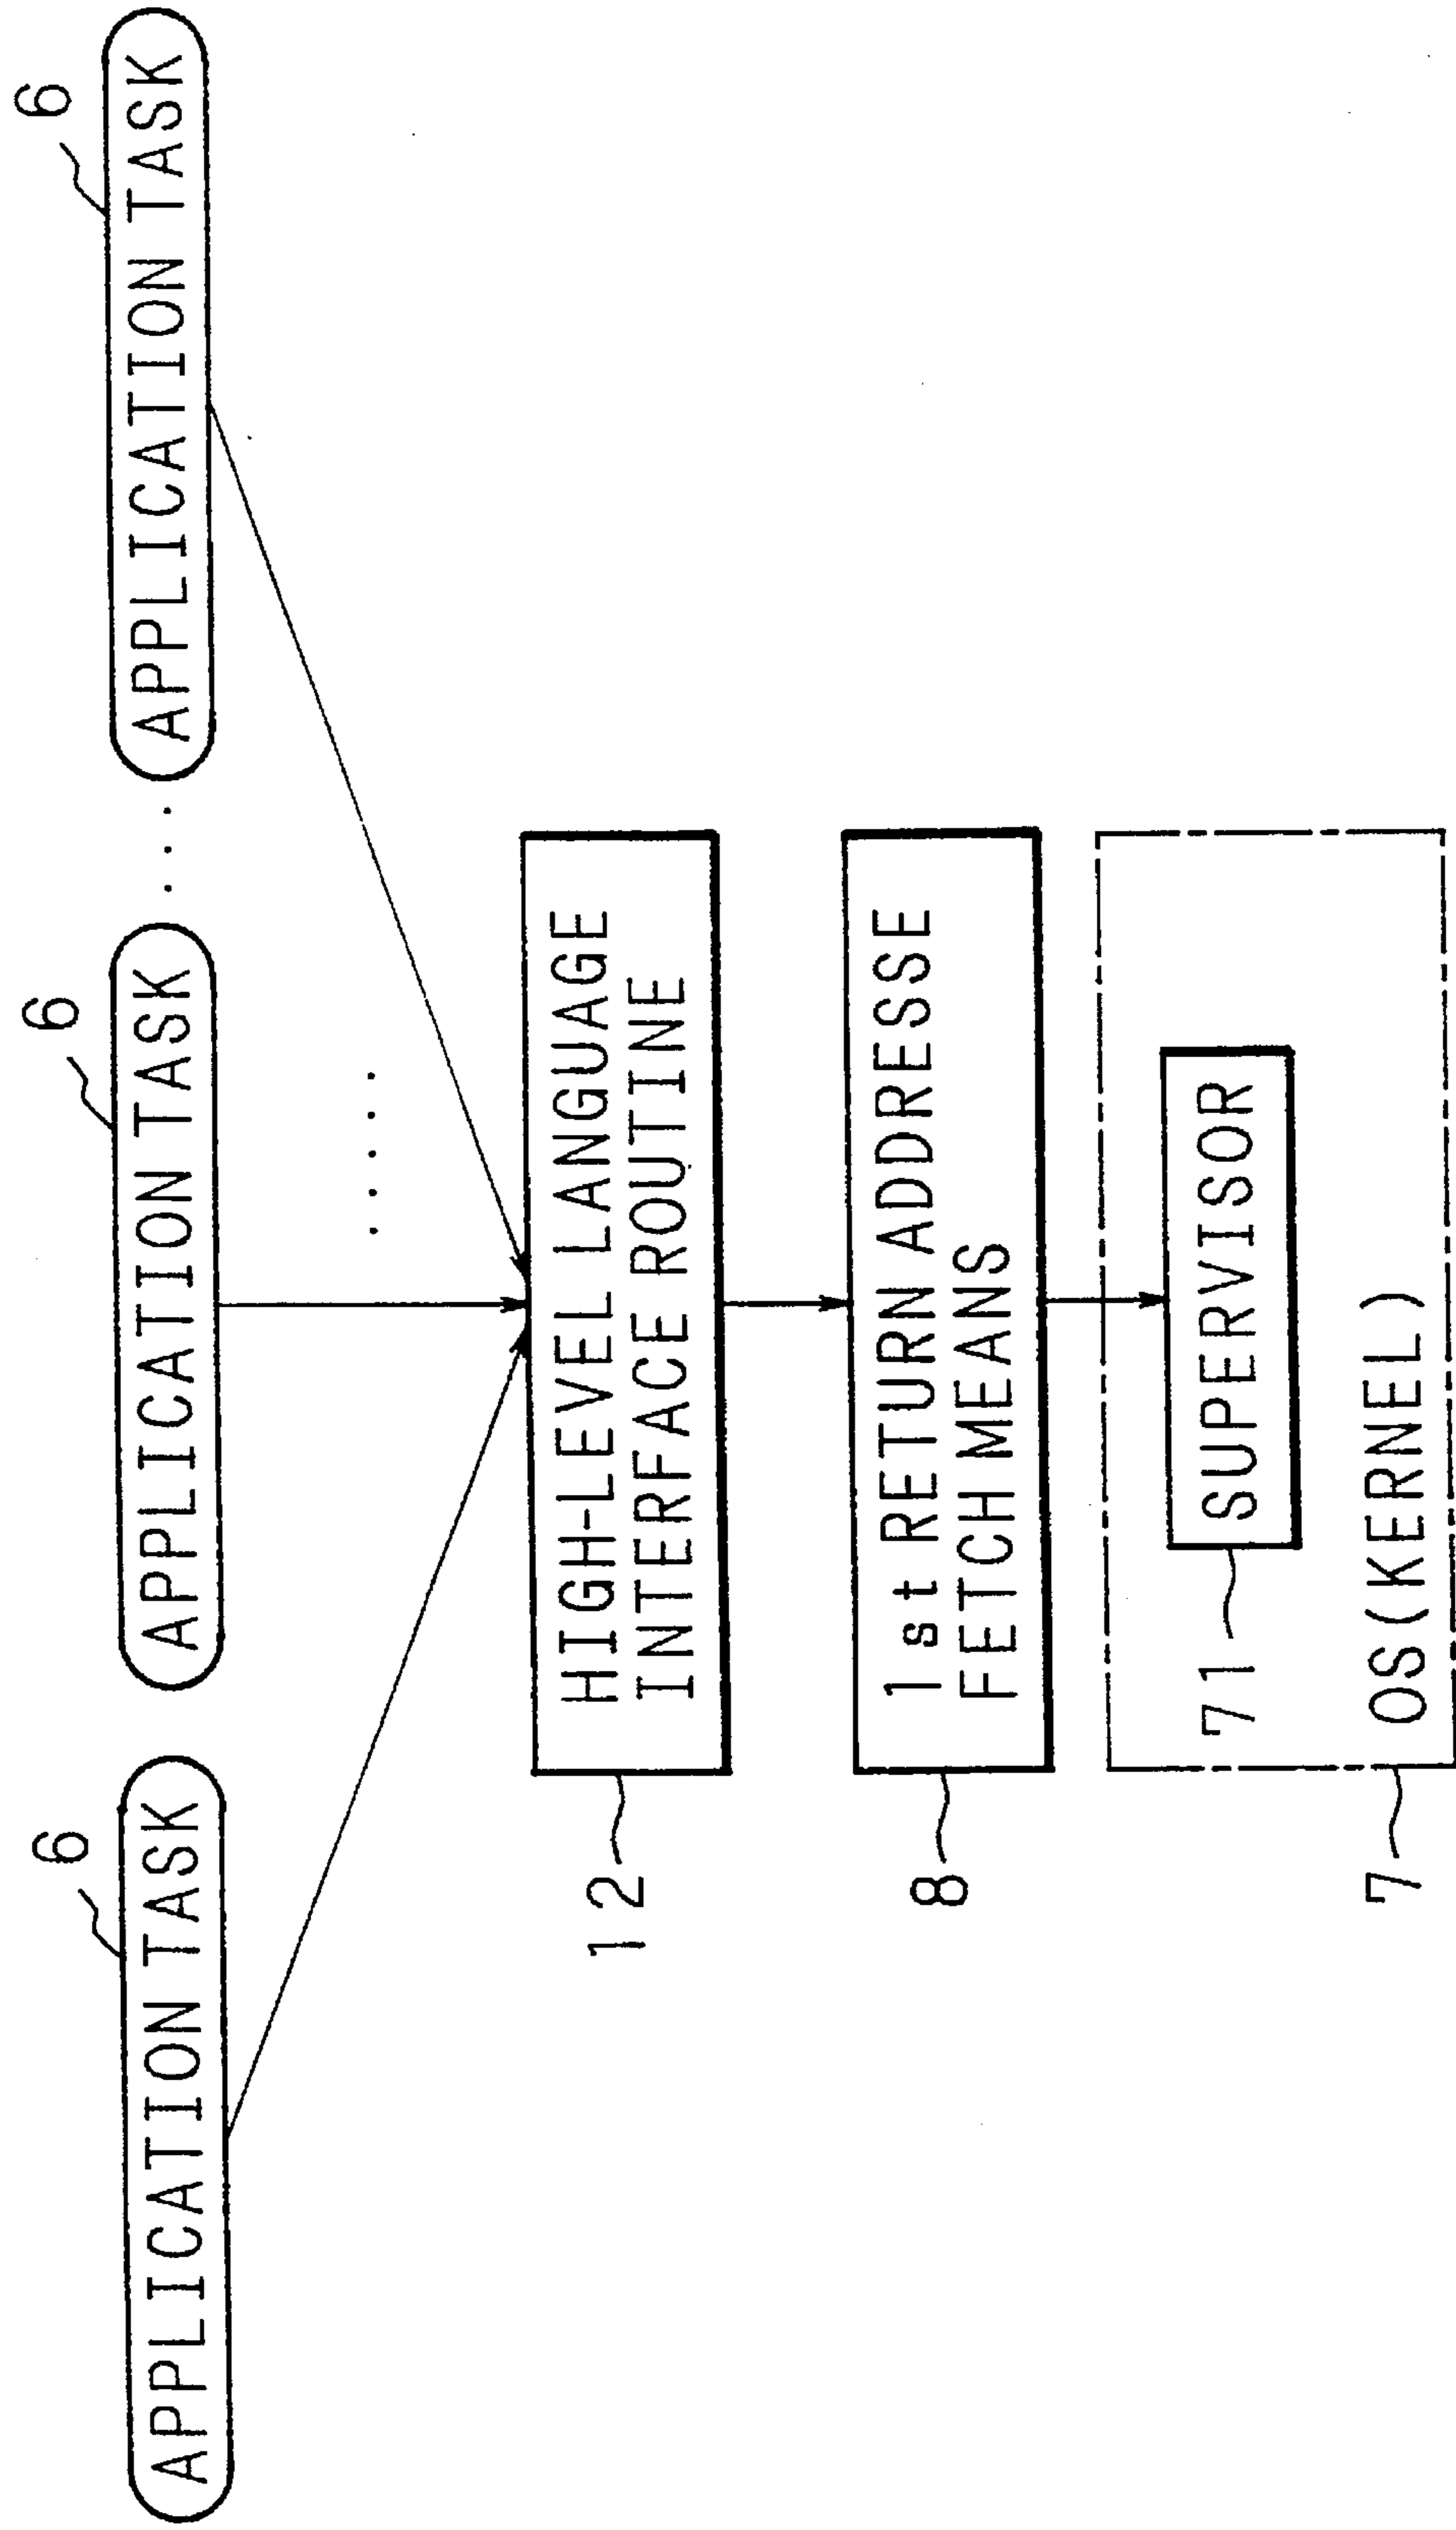 6
APPLICATION TASK
6
APPLICATION TASK
....
6
APPLICATION TASK
.....
12
HIGH-LEVEL LANGUAGE
INTERFACE ROUTINE
8
1st RETURN ADDRESSE
FETCH MEANS
71
SUPERVISOR
7
OS(KERNEL)